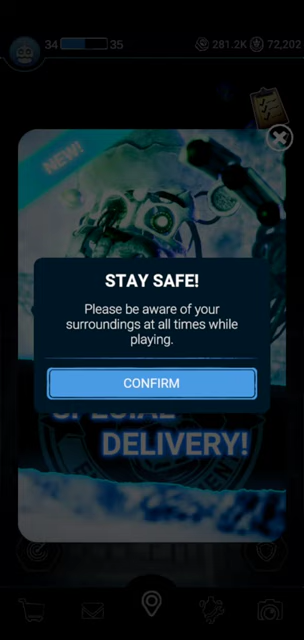 34 35 281.2K 72,202
NEW!
STAY SAFE!
Please be aware of your
surroundings at all times while
playing.
CONFIRM
SPECIAL
DELIVERY!